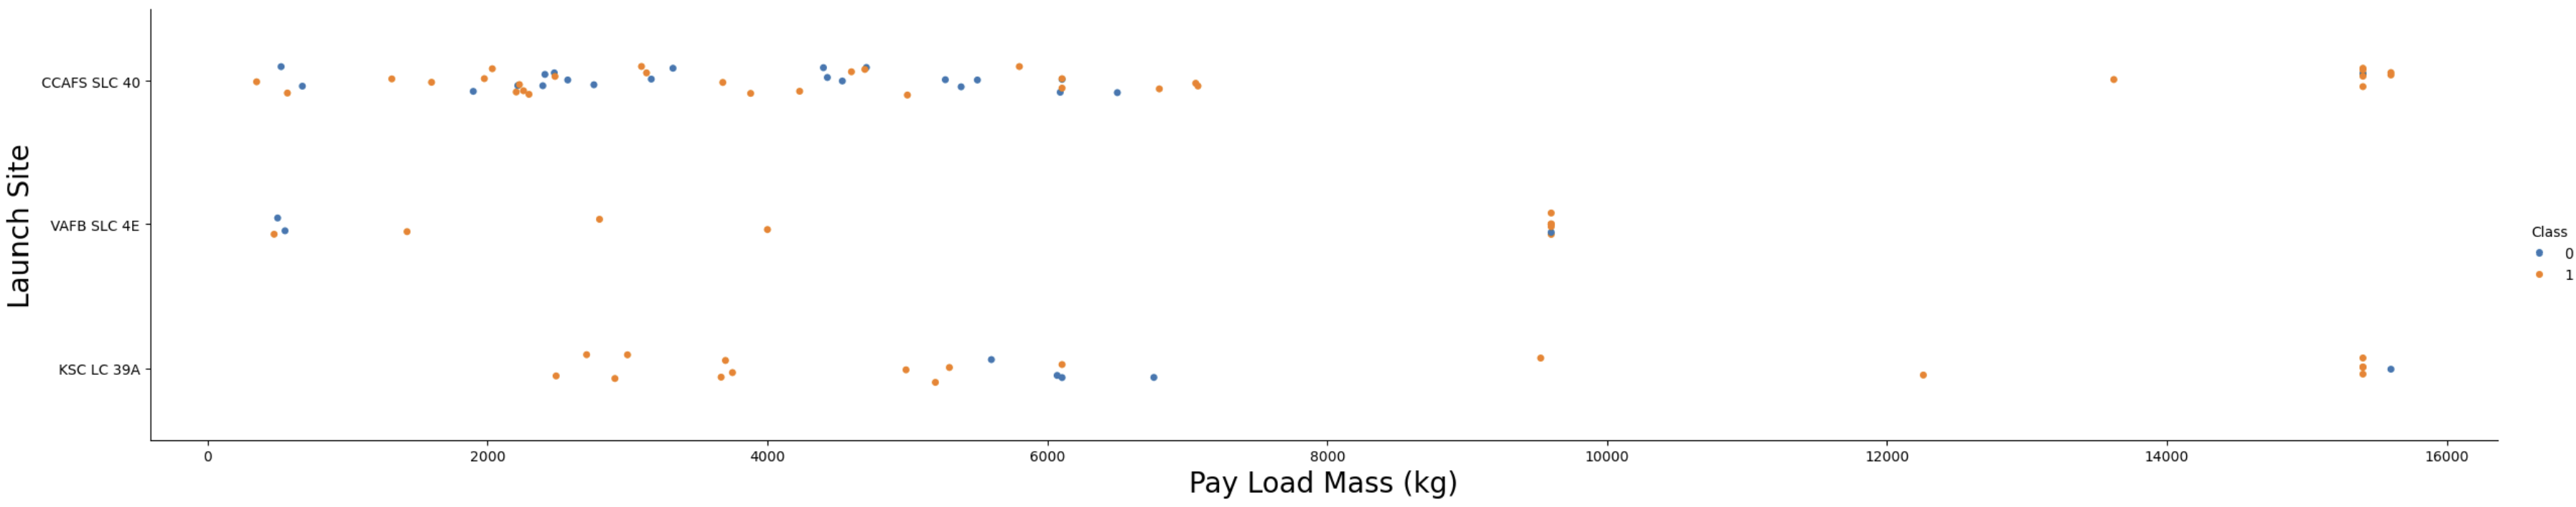 Launch Site
CCAFS SLC 40
VAFB SLC 4E
KSC LC 39A
0 2000 4000 6000 8000 10000 12000 14000 16000
Pay Load Mass (kg)
Class
0
1